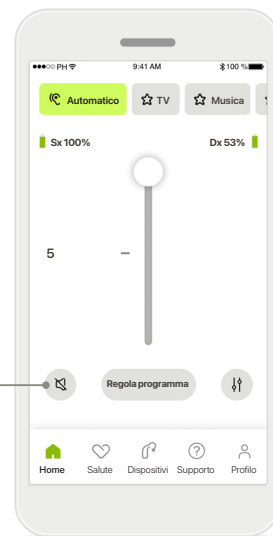 PH 9:41 AM 100 %
Automatico TV Musica
Sx 100% Dx 53%
5
Regola programma
Home Salute Dispositivi Supporto Profilo